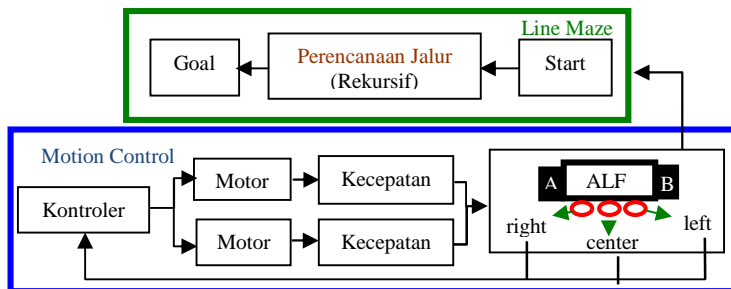 Line Maze
Goal
Perencanaan Jalur
(Rekursif)
Start
Motion Control
Kontroler
Motor
Kecepatan
Motor
Kecepatan
A
ALF
B
right
center
left